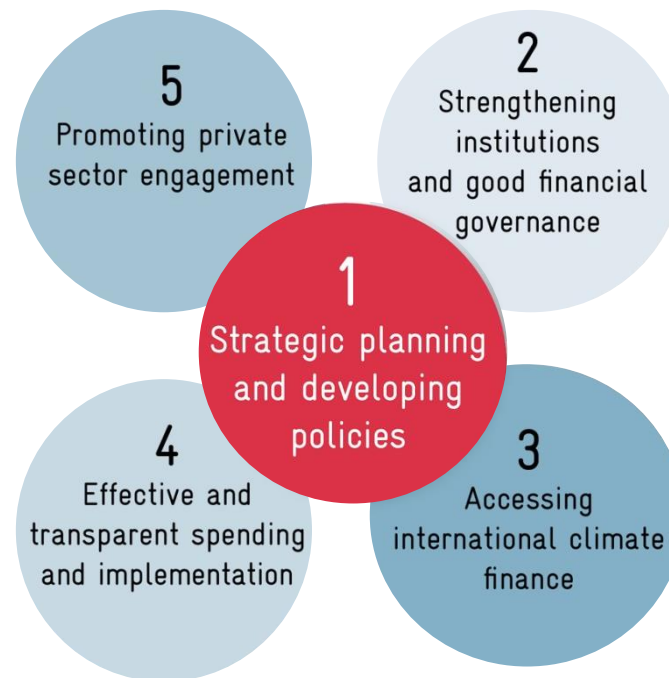 1
Strategic planning
and developing
policies
2
Strengthening
institutions
and good financial
governance
3
Accessing
international climate
finance
4
Effective and
transparent spending
and implementation
5
Promoting private
sector engagement